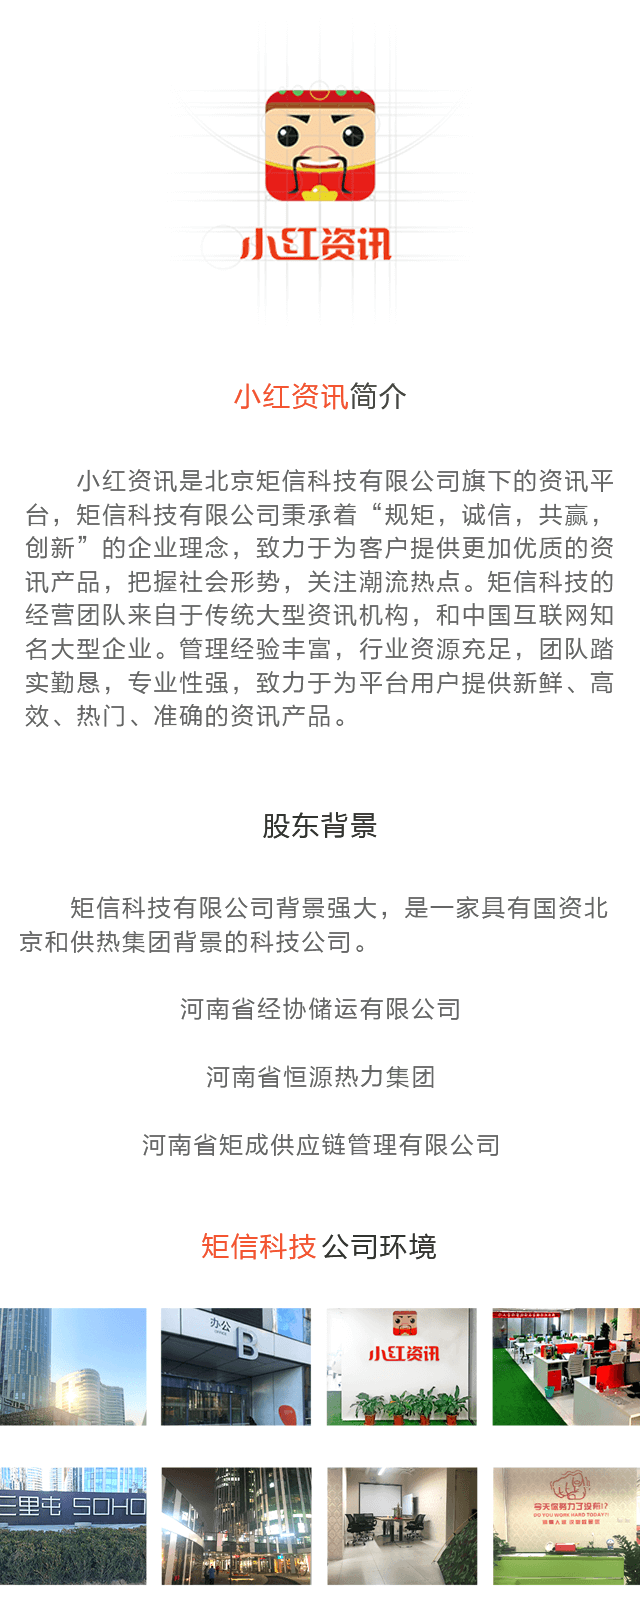 小红资讯
小红资讯简介
小红资讯是北京矩信科技有限公司旗下的资讯平
台，矩信科技有限公司秉承着“规矩，诚信，共赢，
创新”的企业理念，致力于为客户提供更加优质的资
讯产品，把握社会形势，关注潮流热点。矩信科技的
经营团队来自于传统大型资讯机构，和中国互联网知
名大型企业。管理经验丰富，行业资源充足，团队踏
实勤恳，专业性强，致力于为平台用户提供新鲜、高
效、热门、准确的资讯产品。
股东背景
矩信科技有限公司背景强大，是一家具有国资北
京和供热集团背景的科技公司。
河南省经协储运有限公司
河南省恒源热力集团
河南省矩成供应链管理有限公司
矩信科技 公司环境
办公
B
小红资讯
三里屯 SOHO
今天你努力了没前!?
DO YOU WORK HARD TODAY?!